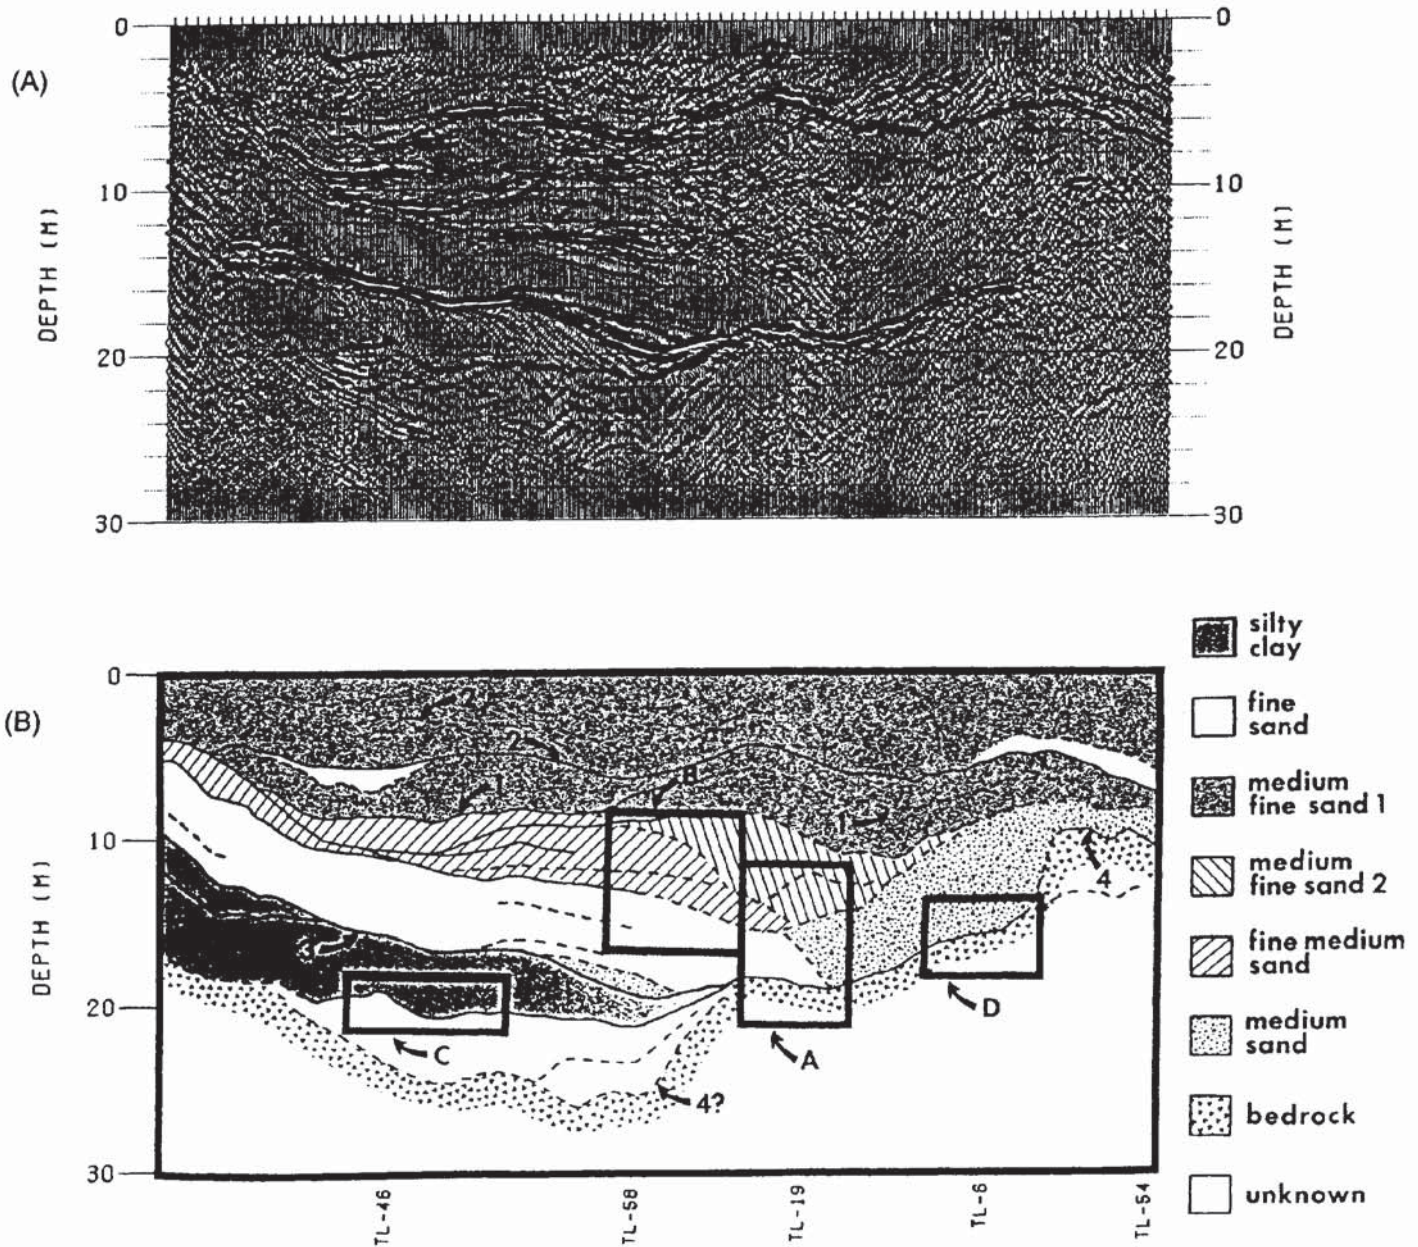 0
0
(A)
10
10
DEPTH (M)
DEPTH (M)
20
20
30
30
silty
clay
0
2
fine
sand
(B)
2
B
1
medium
fine sand 1
1
10
medium
fine sand 2
4
DEPTH (M)
fine medium
sand
D
20
medium
sand
C
A
4?
bedrock
30
unknown
TL-46
TL-58
TL-19
TL-6
TL-54